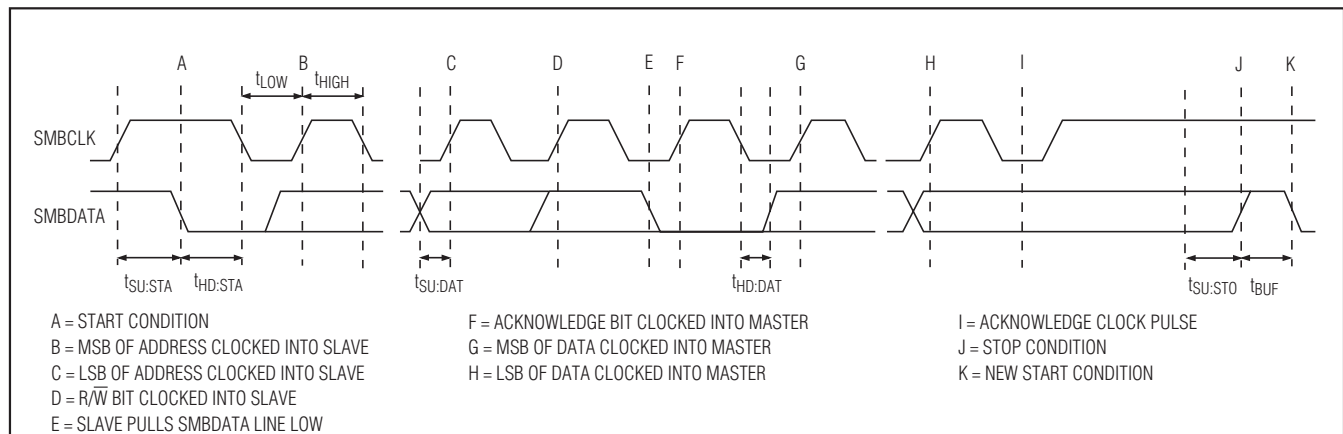 A B C D E F G H I J K
tLOW tHIGH
SMBCLK
SMBDATA
tSU:STA tHD:STA tSU:DAT tHD:DAT tSU:STO tBUF
A = START CONDITION
B = MSB OF ADDRESS CLOCKED INTO SLAVE
C = LSB OF ADDRESS CLOCKED INTO SLAVE
D = R/W̅ BIT CLOCKED INTO SLAVE
E = SLAVE PULLS SMBDATA LINE LOW
F = ACKNOWLEDGE BIT CLOCKED INTO MASTER
G = MSB OF DATA CLOCKED INTO MASTER
H = LSB OF DATA CLOCKED INTO MASTER
I = ACKNOWLEDGE CLOCK PULSE
J = STOP CONDITION
K = NEW START CONDITION